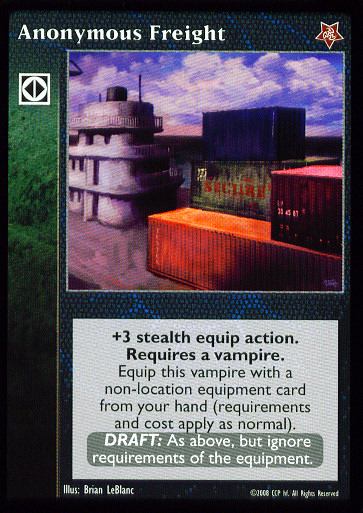 Anonymous Freight
SECURE
+3 stealth equip action.
Requires a vampire.
Equip this vampire with a
non-location equipment card
from your hand (requirements
and cost apply as normal).
DRAFT: As above, but ignore
requirements of the equipment.
Illus: Brian LeBlanc
©2008 CCP hf. All Rights Reserved